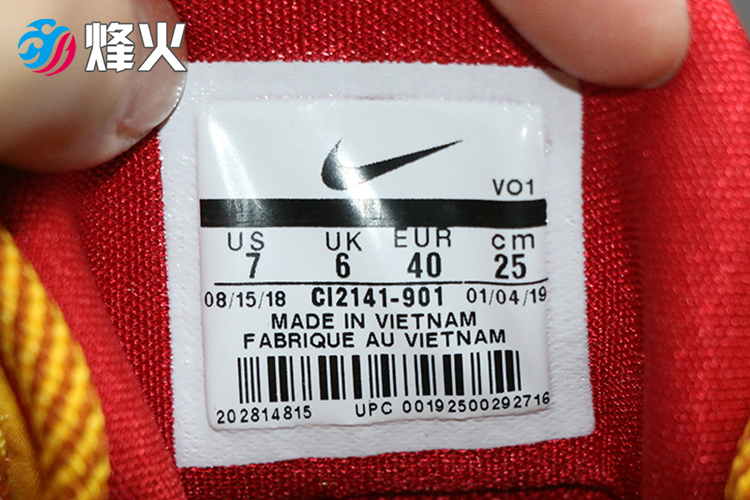 烽火
VO1
US UK EUR cm
7 6 40 25
08/15/18 CI2141-901 01/04/19
MADE IN VIETNAM
FABRIQUE AU VIETNAM
202814815 UPC 00192500292716